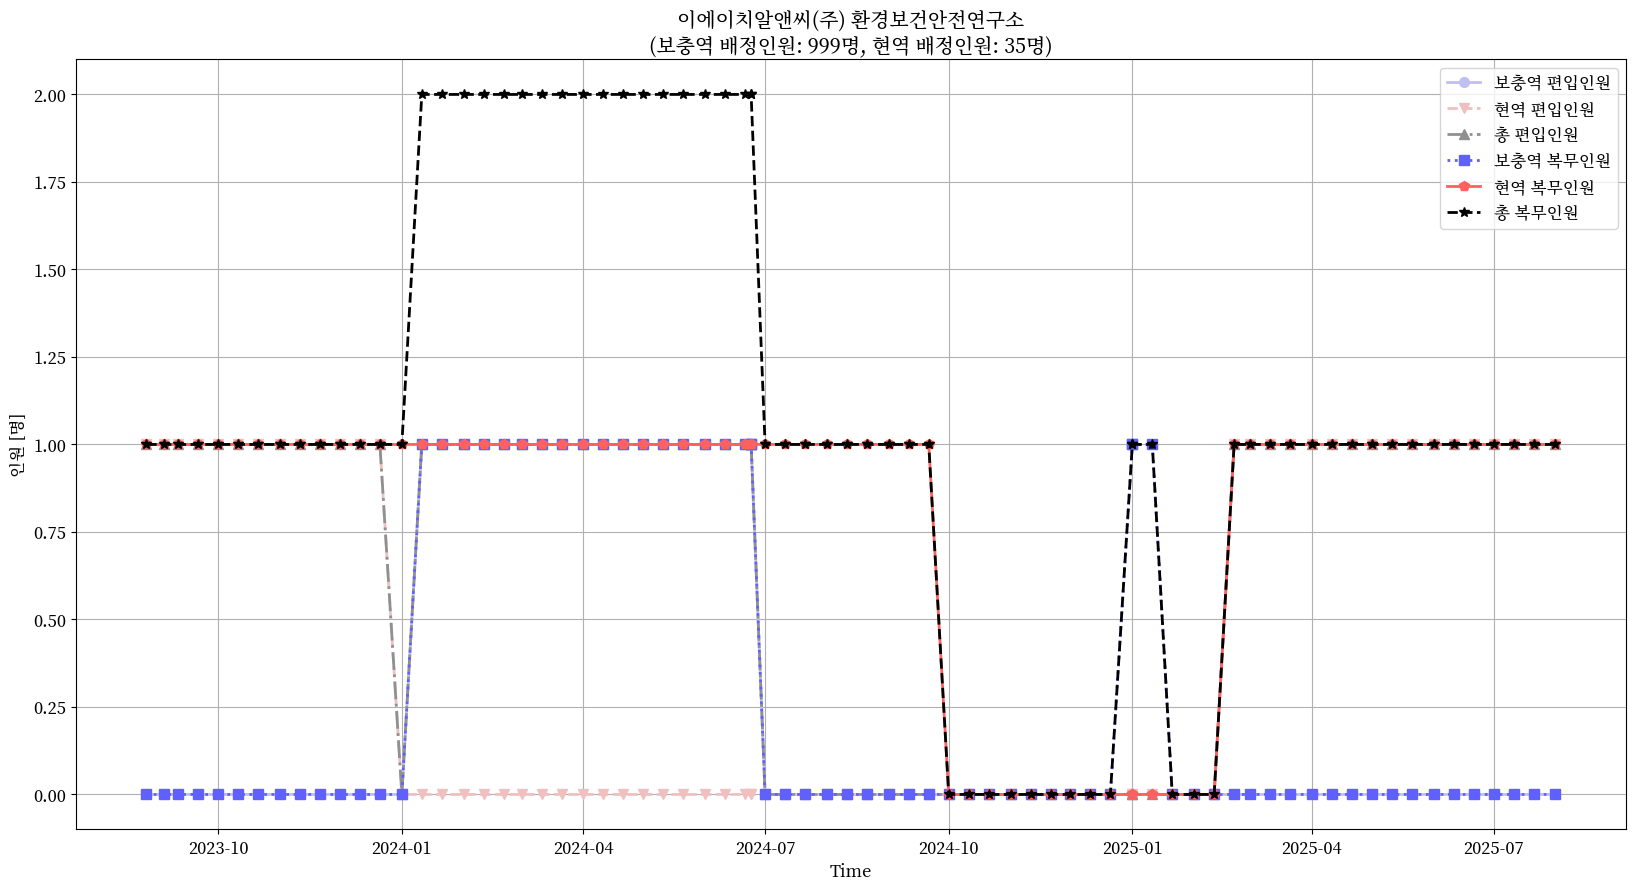 이에이치알앤씨(주) 환경보건안전연구소
(보충역 배정인원: 999명, 현역 배정인원: 35명)
보충역 편입인원
현역 편입인원
총 편입인원
보충역 복무인원
현역 복무인원
총 복무인원
2.00
1.75
1.50
1.25
1.00
0.75
0.50
0.25
0.00
인원 [명]
2023-10
2024-01
2024-04
2024-07
2024-10
2025-01
2025-04
2025-07
Time